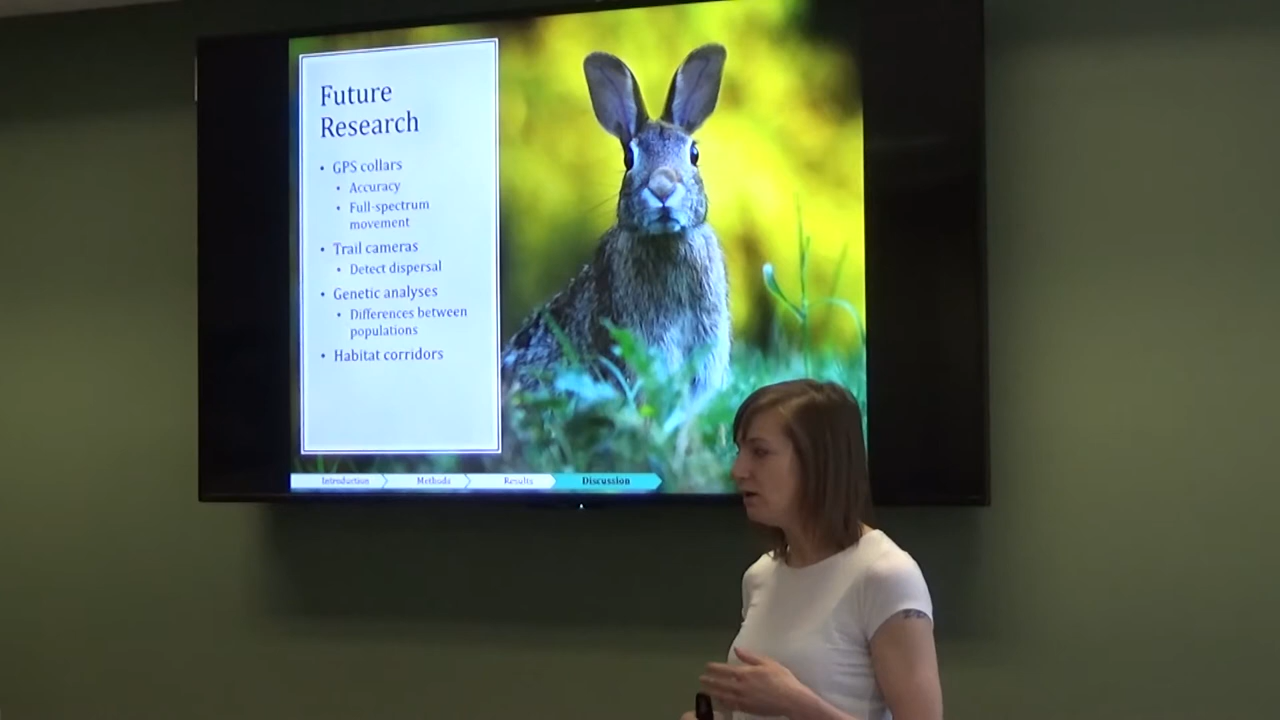 Future
Research
• GPS collars
• Accuracy
• Full-spectrum
movement
• Trail cameras
• Detect dispersal
• Genetic analyses
• Differences between
populations
• Habitat corridors
Introduction Methods Results Discussion